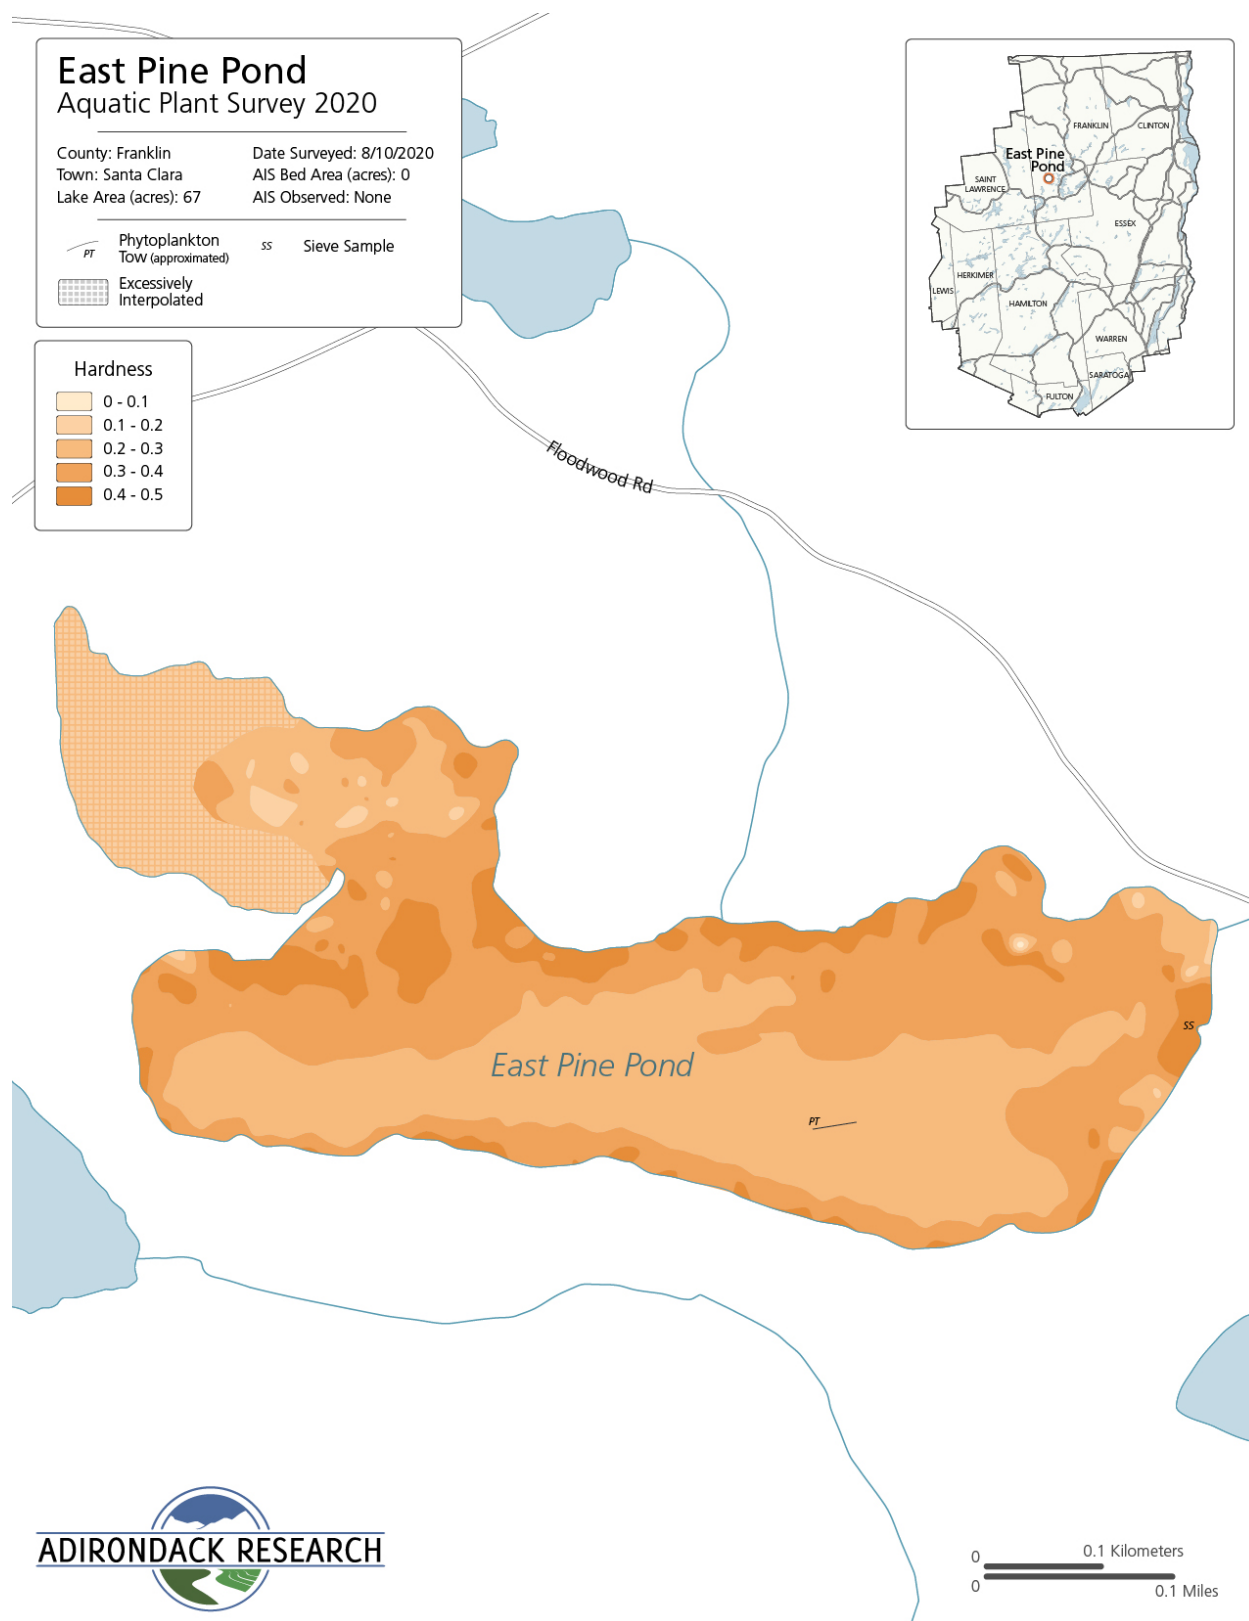 East Pine Pond
Aquatic Plant Survey 2020
County: Franklin
Date Surveyed: 8/10/2020
Town: Santa Clara
AIS Bed Area (acres): 0
Lake Area (acres): 67
AIS Observed: None
PT
Phytoplankton
Tow (approximated)
SS
Sieve Sample
Excessively
Interpolated
Hardness
0 - 0.1
0.1 - 0.2
0.2 - 0.3
0.3 - 0.4
0.4 - 0.5
FRANKLIN
CLINTON
East Pine
Pond
SAINT
LAWRENCE
ESSEX
HERKIMER
LEWIS
HAMILTON
WARREN
SARATOGA
FULTON
Floodwood Rd
SS
East Pine Pond
PT
ADIRONDACK RESEARCH
0
0.1 Kilometers
0
0.1 Miles